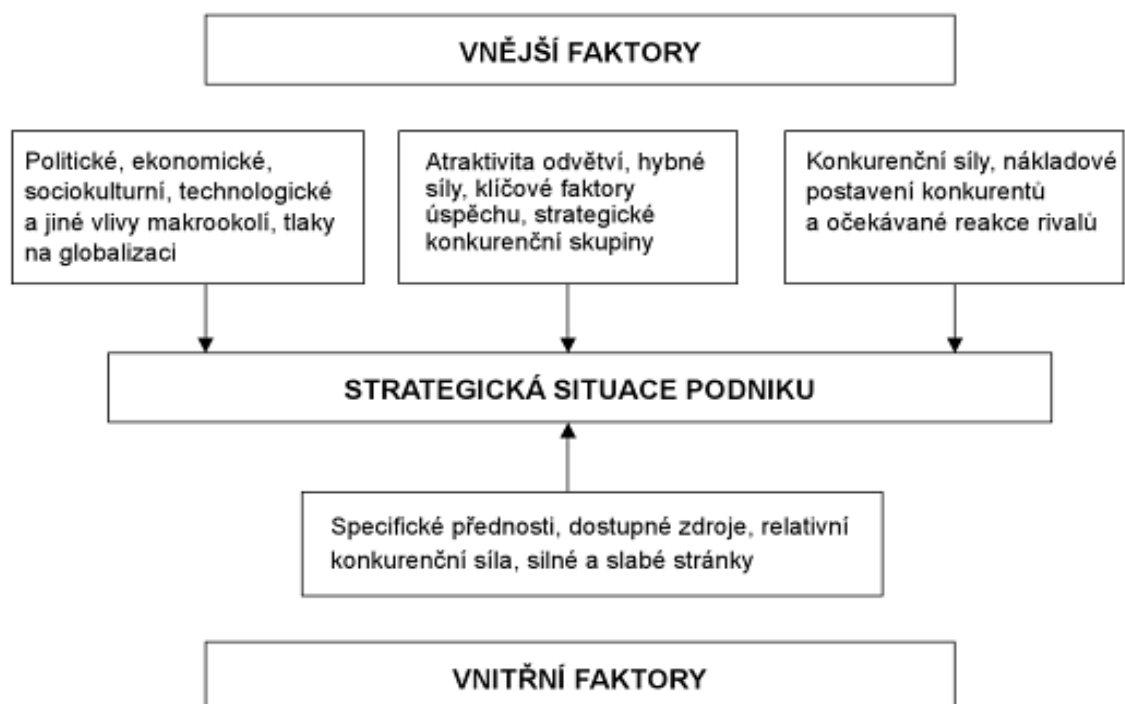 VNĚJŠÍ FAKTORY
Politické, ekonomické,
sociokulturní, technologické
a jiné vlivy makrookolí, tlaky
na globalizaci
Atraktivita odvětví, hybné
síly, klíčové faktory
úspěchu, strategické
konkurenční skupiny
Konkurenční síly, nákladové
postavení konkurentů
a očekávané reakce rivalů
STRATEGICKÁ SITUACE PODNIKU
Specifické přednosti, dostupné zdroje, relativní
konkurenční síla, silné a slabé stránky
VNITŘNÍ FAKTORY